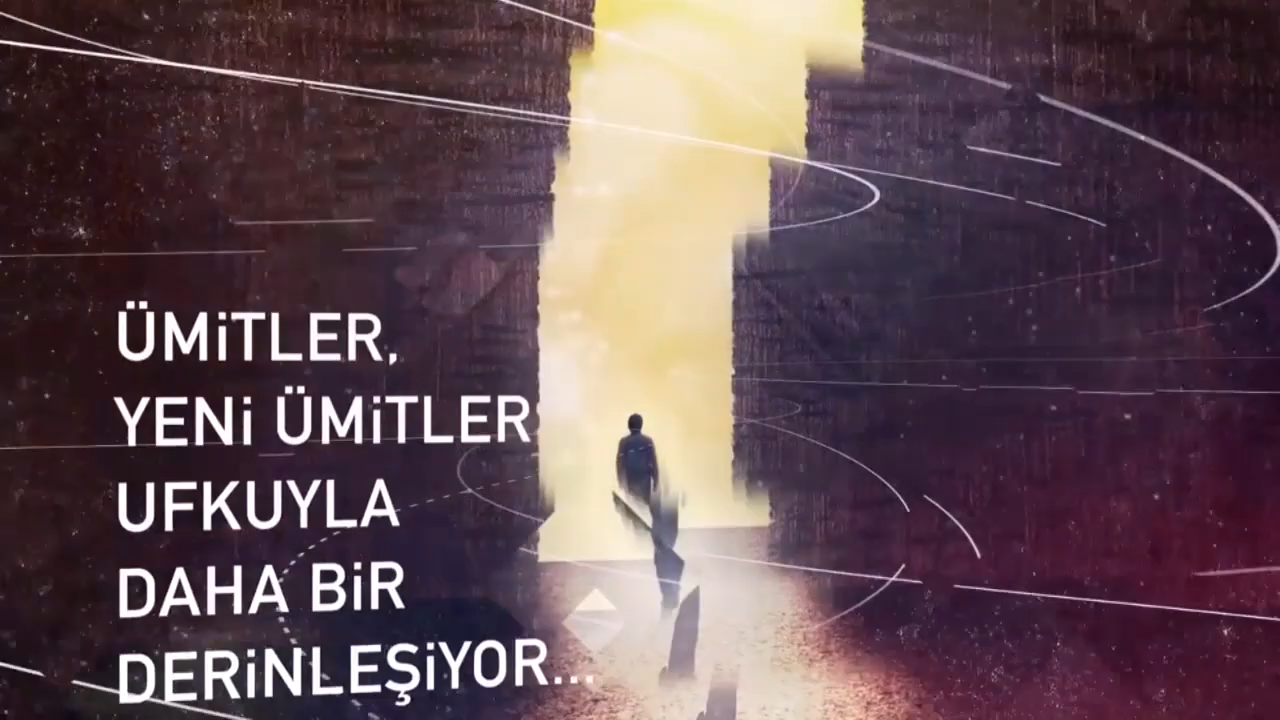 ÜMİTLER,
YENİ ÜMİTLER
UFKUYLA
DAHA BİR
DERİNLEŞİYOR...